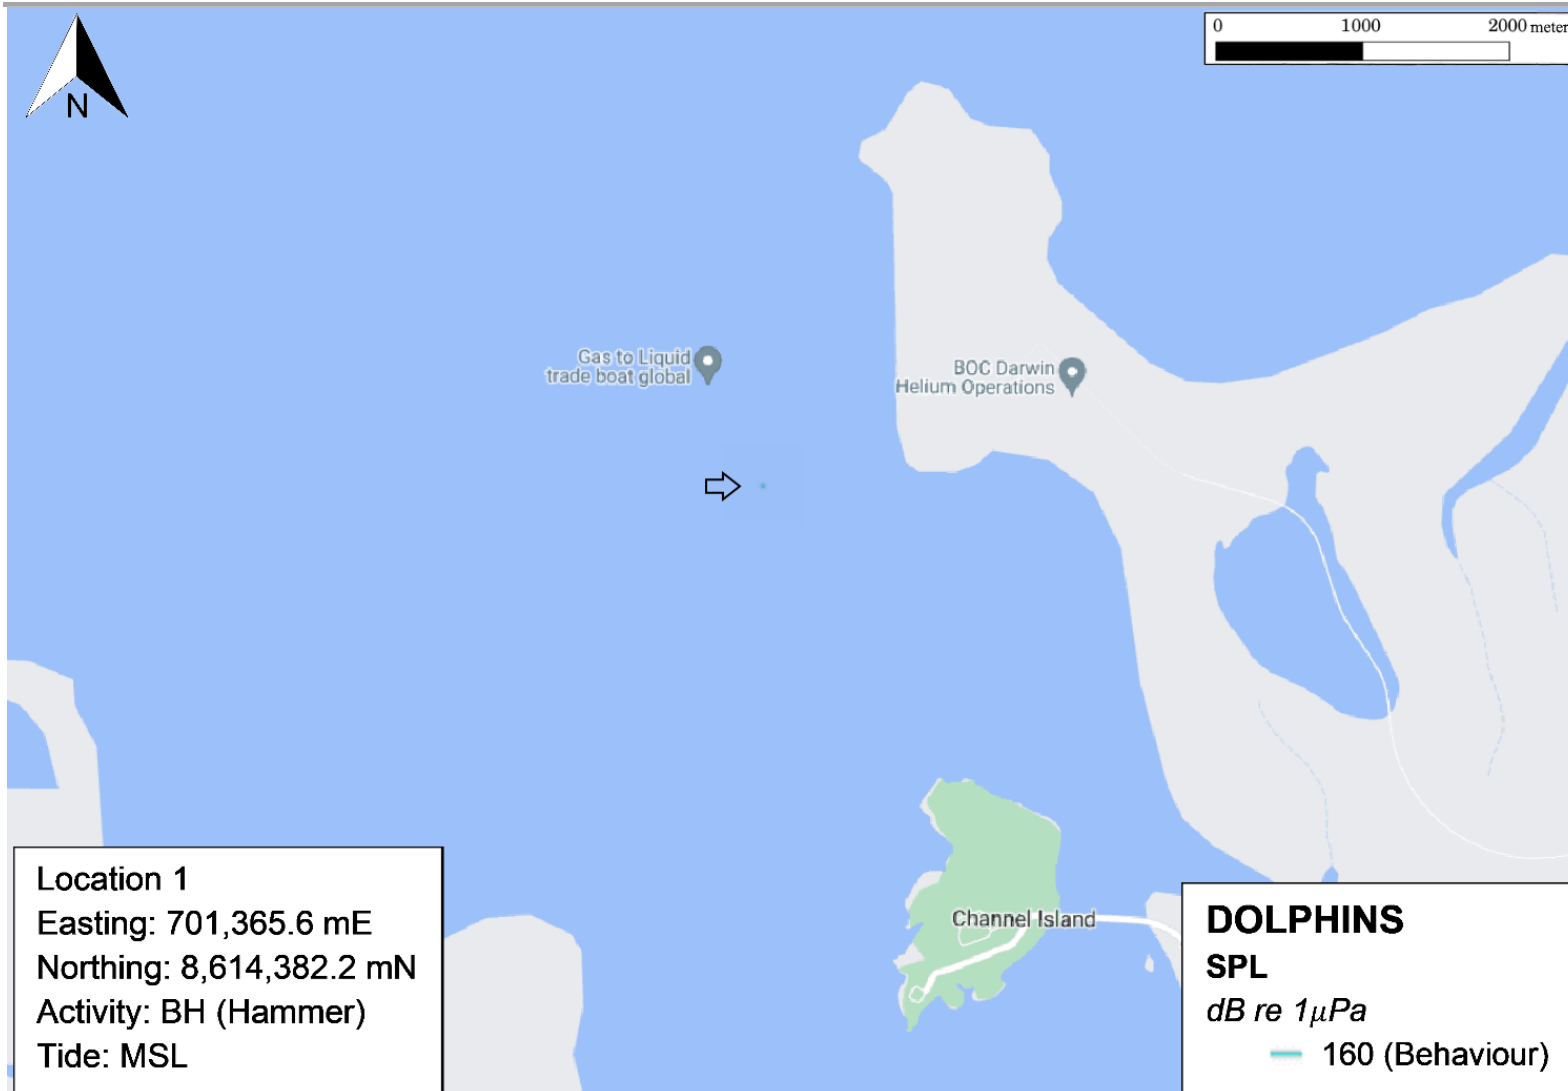 N
0 1000 2000 meter
Gas to Liquid
trade boat global
BOC Darwin
Helium Operations
Channel Island
Location 1
Easting: 701,365.6 mE
Northing: 8,614,382.2 mN
Activity: BH (Hammer)
Tide: MSL
DOLPHINS
SPL
dB re 1μPa
160 (Behaviour)